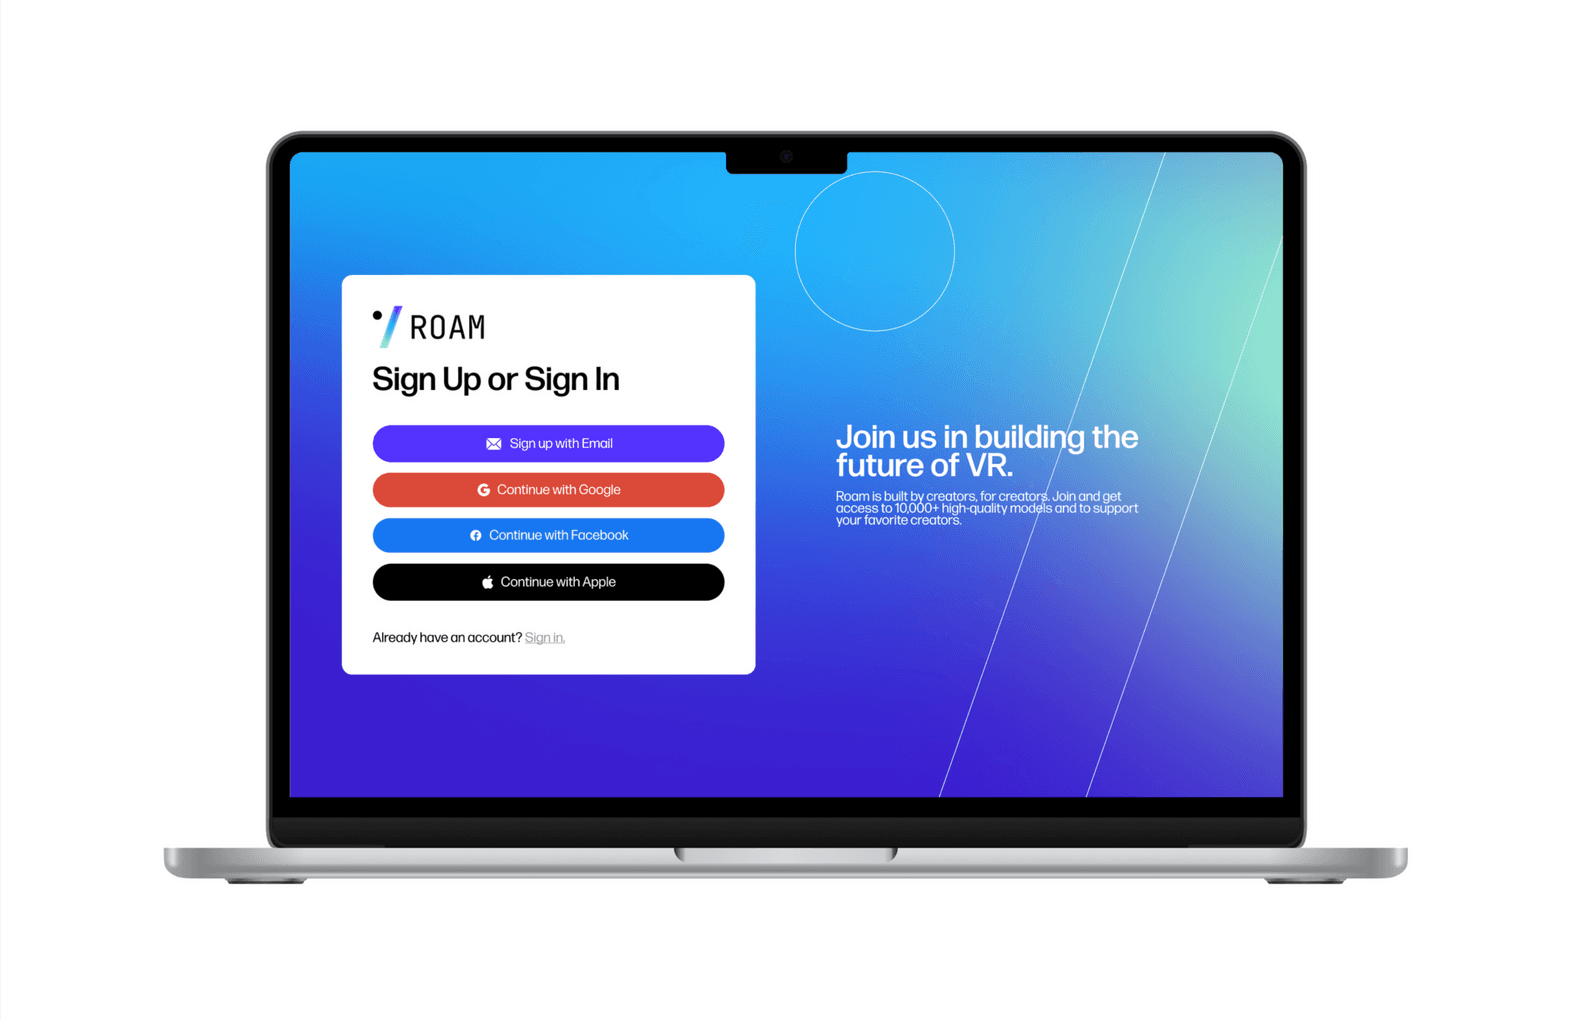 ROAM
Sign Up or Sign In
Sign up with Email
Continue with Google
Continue with Facebook
Continue with Apple
Already have an account? Sign in.
Join us in building the
future of VR.
Roam is built by creators, for creators. Join and get
access to 10,000+ high-quality models and to support
your favorite creators.